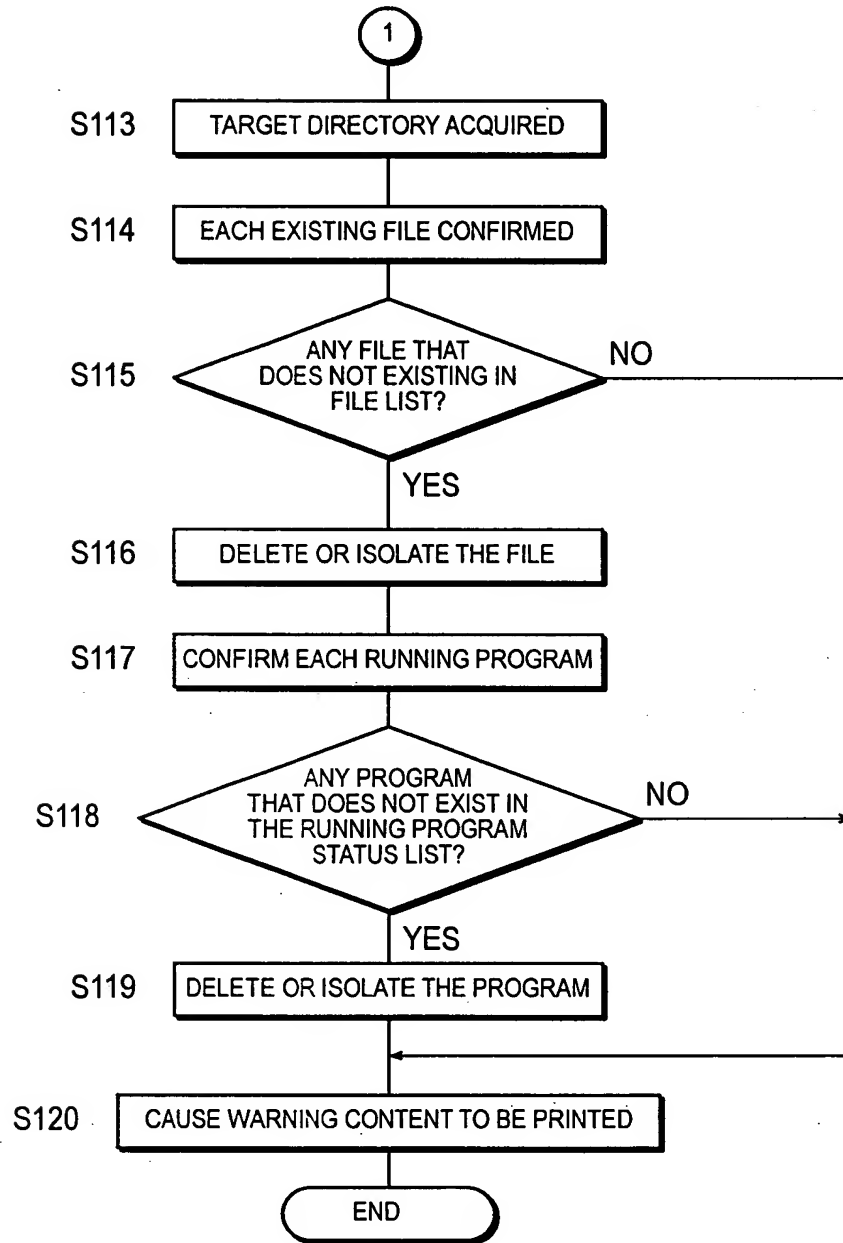 1
S113 TARGET DIRECTORY ACQUIRED
S114 EACH EXISTING FILE CONFIRMED
ANY FILE THAT
S115 DOES NOT EXISTING IN NO
FILE LIST?
YES
S116 DELETE OR ISOLATE THE FILE
S117 CONFIRM EACH RUNNING PROGRAM
ANY PROGRAM
THAT DOES NOT EXIST IN NO
S118 THE RUNNING PROGRAM
STATUS LIST?
YES
S119 DELETE OR ISOLATE THE PROGRAM
S120 CAUSE WARNING CONTENT TO BE PRINTED
END